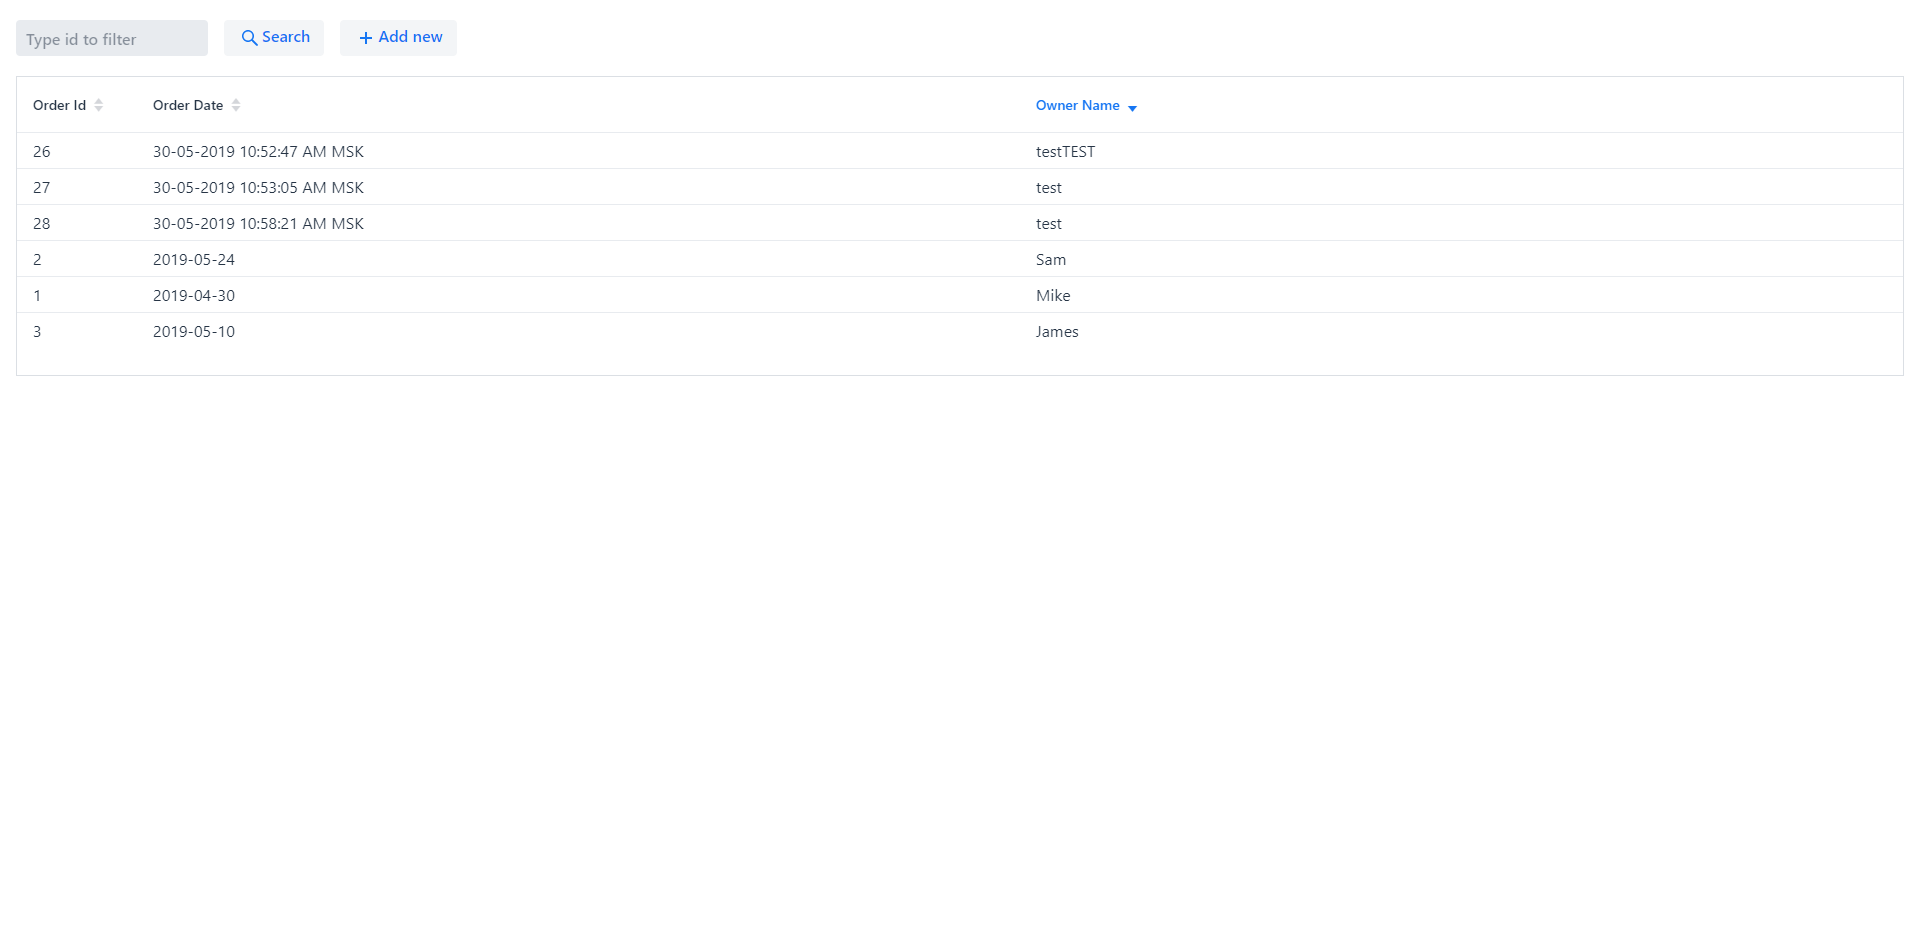 Type id to filter Search Add new
Order Id Order Date Owner Name
26 30-05-2019 10:52:47 AM MSK testTEST
27 30-05-2019 10:53:05 AM MSK test
28 30-05-2019 10:58:21 AM MSK test
2 2019-05-24 Sam
1 2019-04-30 Mike
3 2019-05-10 James